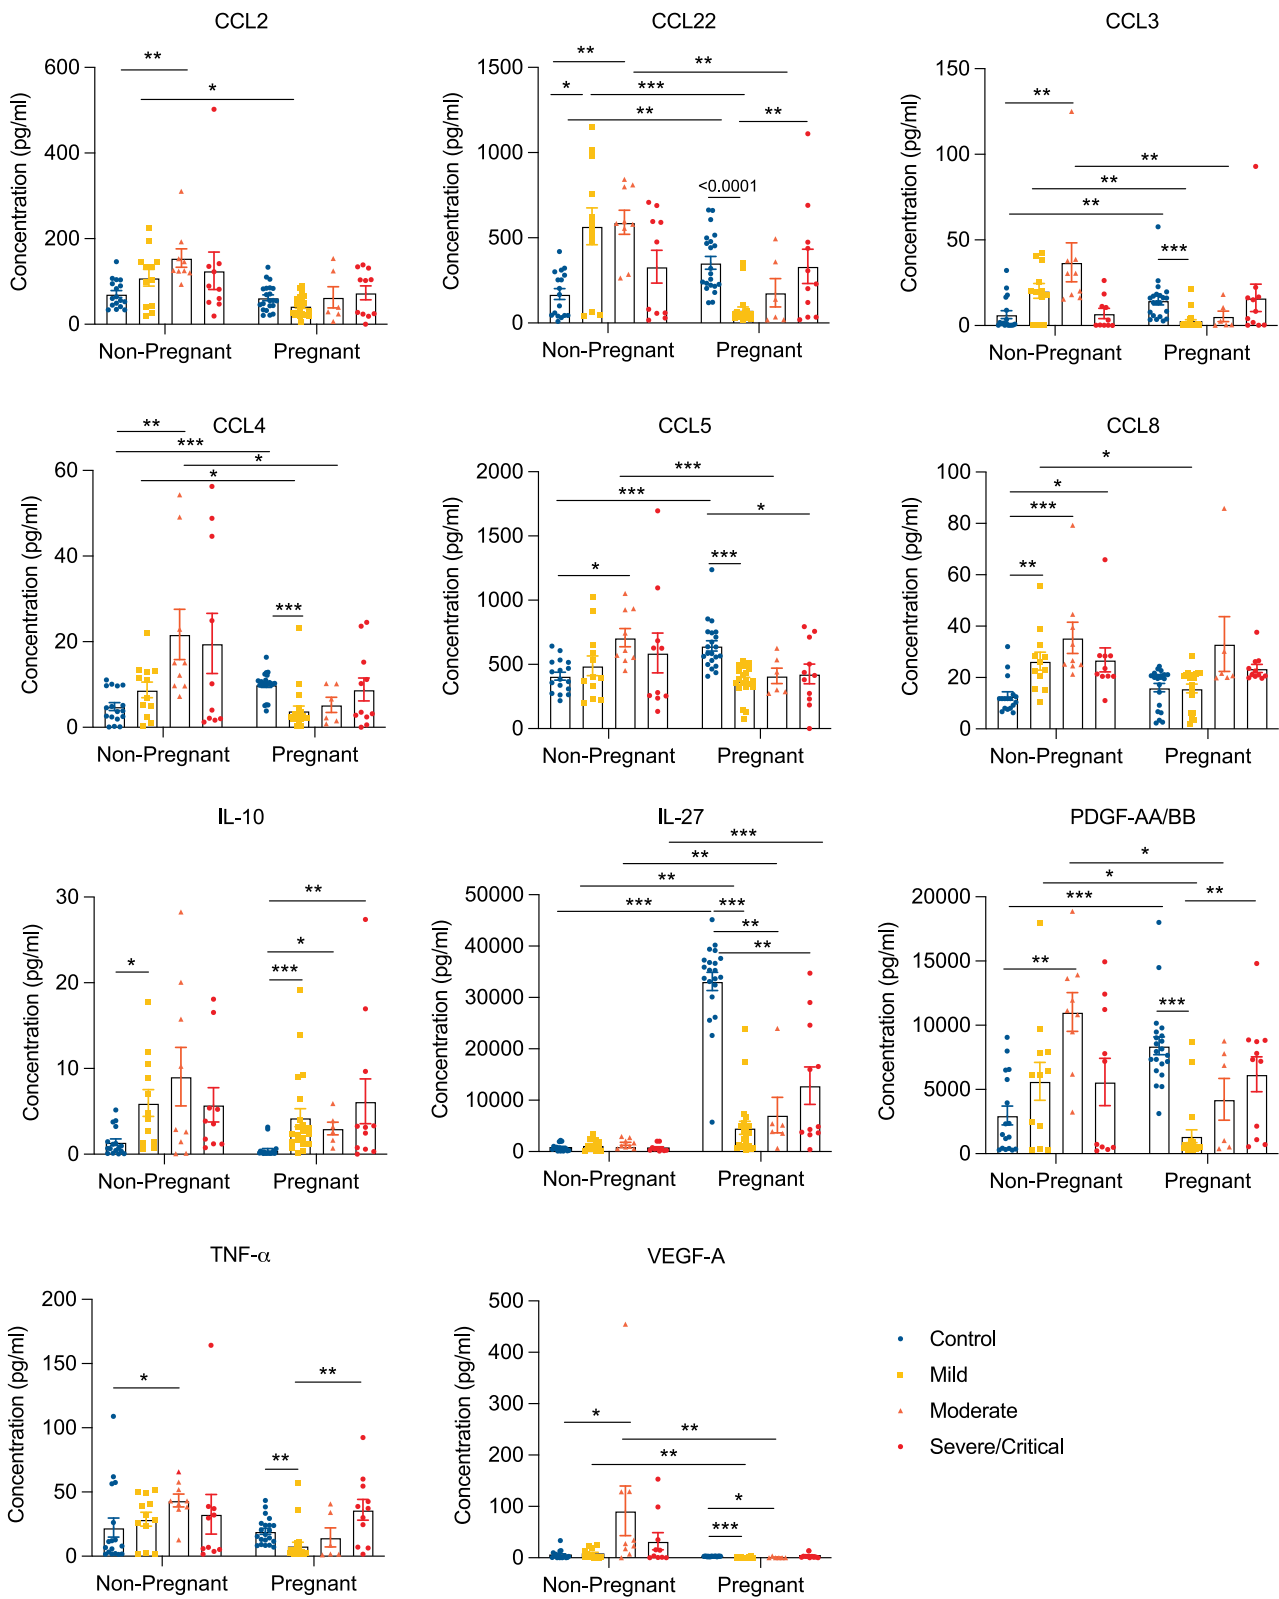 CCL2
CCL22
CCL3
Concentration (pg/ml)
600
400
200
0
**
*
Non-Pregnant
Pregnant
Concentration (pg/ml)
1500
1000
500
0
**
**
*
***
**
**
<0.0001
Non-Pregnant
Pregnant
Concentration (pg/ml)
150
100
50
0
**
**
**
**
***
Non-Pregnant
Pregnant
CCL4
CCL5
CCL8
Concentration (pg/ml)
60
40
20
0
**
***
*
*
***
Non-Pregnant
Pregnant
Concentration (pg/ml)
2000
1500
1000
500
0
***
***
*
***
*
Non-Pregnant
Pregnant
Concentration (pg/ml)
100
80
60
40
20
0
*
*
***
**
Non-Pregnant
Pregnant
IL-10
IL-27
PDGF-AA/BB
Concentration (pg/ml)
30
20
10
0
**
*
*
***
Non-Pregnant
Pregnant
Concentration (pg/ml)
50000
40000
30000
20000
10000
0
***
**
**
***
***
**
**
Non-Pregnant
Pregnant
Concentration (pg/ml)
20000
15000
10000
5000
0
*
*
***
**
**
***
Non-Pregnant
Pregnant
TNF-α
VEGF-A
Concentration (pg/ml)
200
150
100
50
0
*
**
**
Non-Pregnant
Pregnant
Concentration (pg/ml)
500
400
300
200
100
0
*
**
**
*
***
Non-Pregnant
Pregnant
Control
Mild
Moderate
Severe/Critical